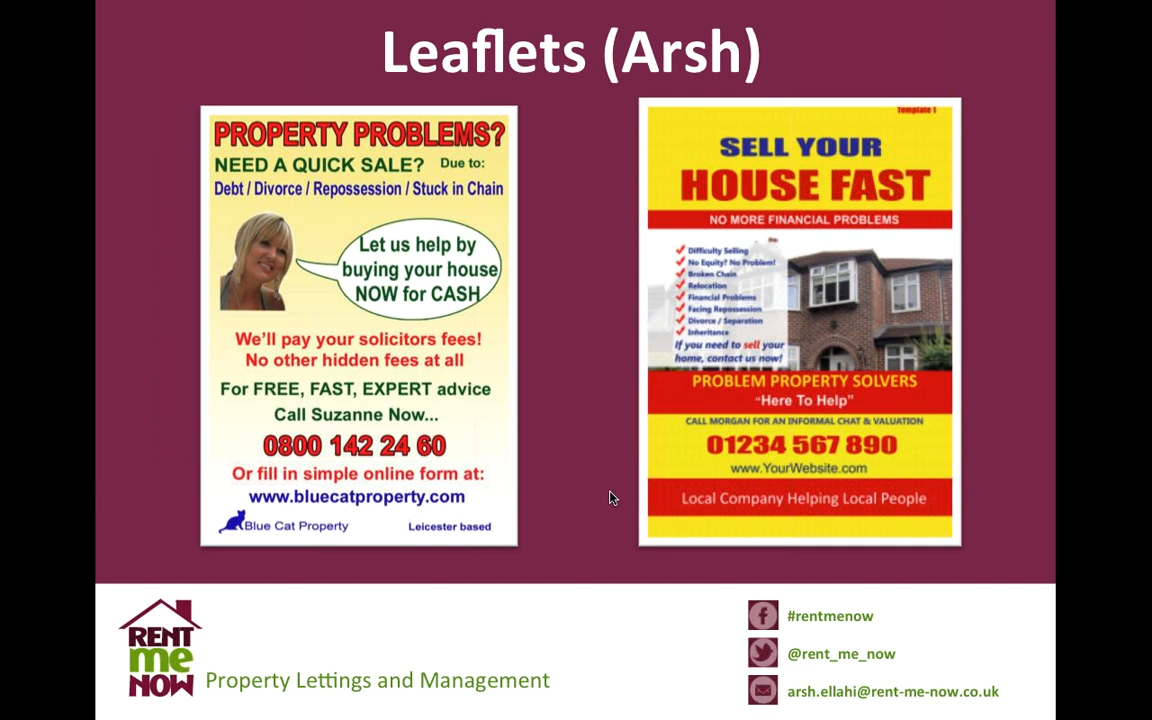 Leaflets (Arsh)
PROPERTY PROBLEMS?
NEED A QUICK SALE? Due to:
Debt / Divorce / Repossession / Stuck in Chain
Let us help by
buying your house
NOW for CASH
We'll pay your solicitors fees!
No other hidden fees at all
For FREE, FAST, EXPERT advice
Call Suzanne Now...
0800 142 24 60
Or fill in simple online form at:
www.bluecatproperty.com
Blue Cat Property Leicester based
Template 1
SELL YOUR
HOUSE FAST
NO MORE FINANCIAL PROBLEMS
Difficulty Selling
No Equity? No Problem!
Broken Chain
Relocation
Financial Problems
Facing Repossession
Divorce / Separation
Inheritance
If you need to sell your
home, contact us now!
PROBLEM PROPERTY SOLVERS
"Here To Help"
CALL MORGAN FOR AN INFORMAL CHAT & VALUATION
01234 567 890
www.YourWebsite.com
Local Company Helping Local People
RENT
me
NOW
Property Lettings and Management
#rentmenow
@rent_me_now
arsh.ellahi@rent-me-now.co.uk